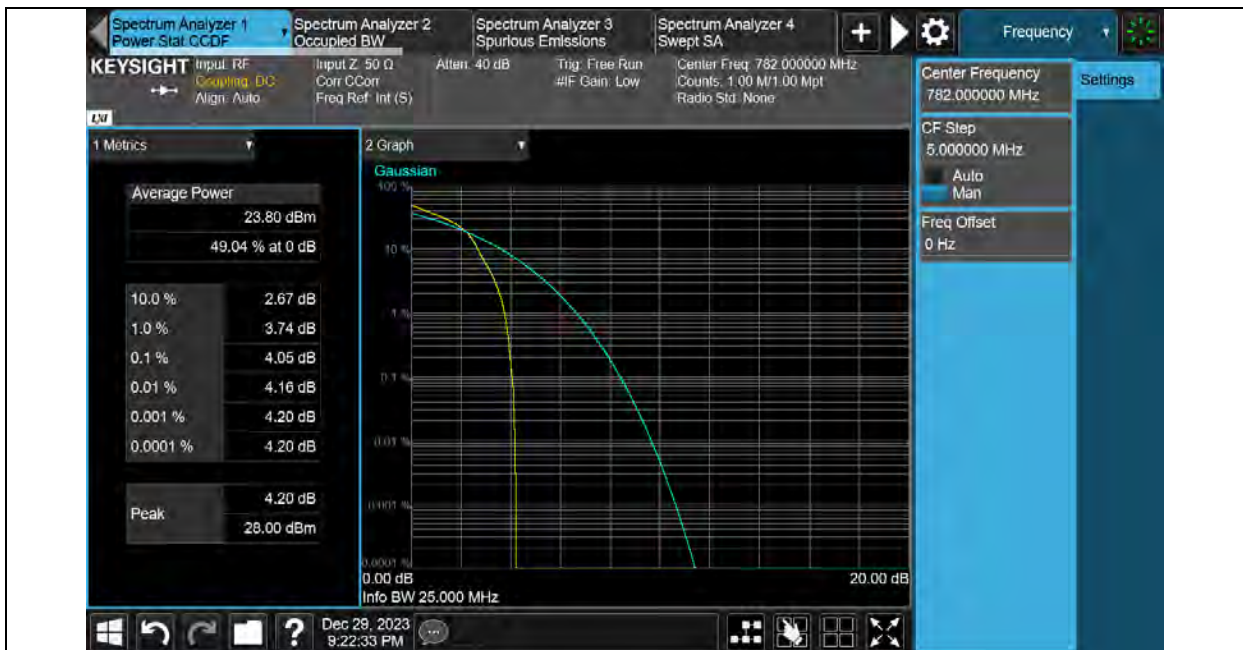 Spectrum Analyzer 1
Power Stat CCDF
Spectrum Analyzer 2
Occupied BW
Spectrum Analyzer 3
Spurious Emissions
Spectrum Analyzer 4
Swept SA
Frequency
KEYSIGHT
Input: RF
Coupling: DC
Align: Auto
Input Z: 50 Ω
Corr CCorr
Freq Ref: Int (S)
Atten: 40 dB
Trig: Free Run
#IF Gain: Low
Center Freq: 782.000000 MHz
Counts: 1.00 M/1.00 Mpt
Radio Std: None
LXI
Center Frequency
782.000000 MHz
Settings
CF Step
5.000000 MHz
Auto
Man
Freq Offset
0 Hz
1 Metrics
Average Power
23.80 dBm
49.04 % at 0 dB
10.0 % 2.67 dB
1.0 % 3.74 dB
0.1 % 4.05 dB
0.01 % 4.16 dB
0.001 % 4.20 dB
0.0001 % 4.20 dB
Peak
4.20 dB
28.00 dBm
2 Graph
Gaussian
100 %
10 %
1 %
0.1 %
0.01 %
0.001 %
0.0001 %
0.00 dB
20.00 dB
Info BW 25.000 MHz
?
Dec 29, 2023
9:22:33 PM